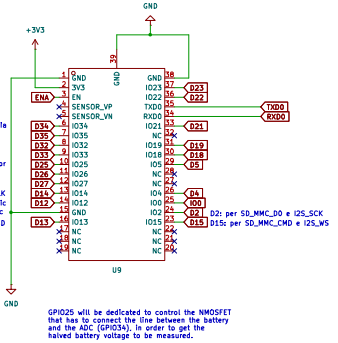 GND
+3V3
39
GND
1 GND GND 38
2 3V3 IO23 37 D23
ENA 3 EN IO22 36 D22
4 SENSOR_VP TXD0 35 TXD0
5 SENSOR_VN RXD0 34 RXD0
D34 6 IO34 IO21 33 D21
D35 7 IO35 NC 32
D32 8 IO32 IO19 31 D19
D33 9 IO33 IO18 30 D18
D25 10 IO25 IO5 29 D5
D26 11 IO26 NC 28
D27 12 IO27 NC 27
D14 13 IO14 IO4 26 D4
D12 14 IO12 IO0 25 IO0
15 GND IO2 24 D2 D2: per SD_MMC_D0 e I2S_SCK
D13 16 IO13 IO15 23 D15 D15: per SD_MMC_CMD e I2S_WS
17 NC NC 22
18 NC NC 21
19 NC NC 20
U9
GND
GPIO25 will be dedicated to control the NMOSFET
that has to connect the line between the battery
and the ADC (GPIO34), in order to get the
halved battery voltage to be measured.